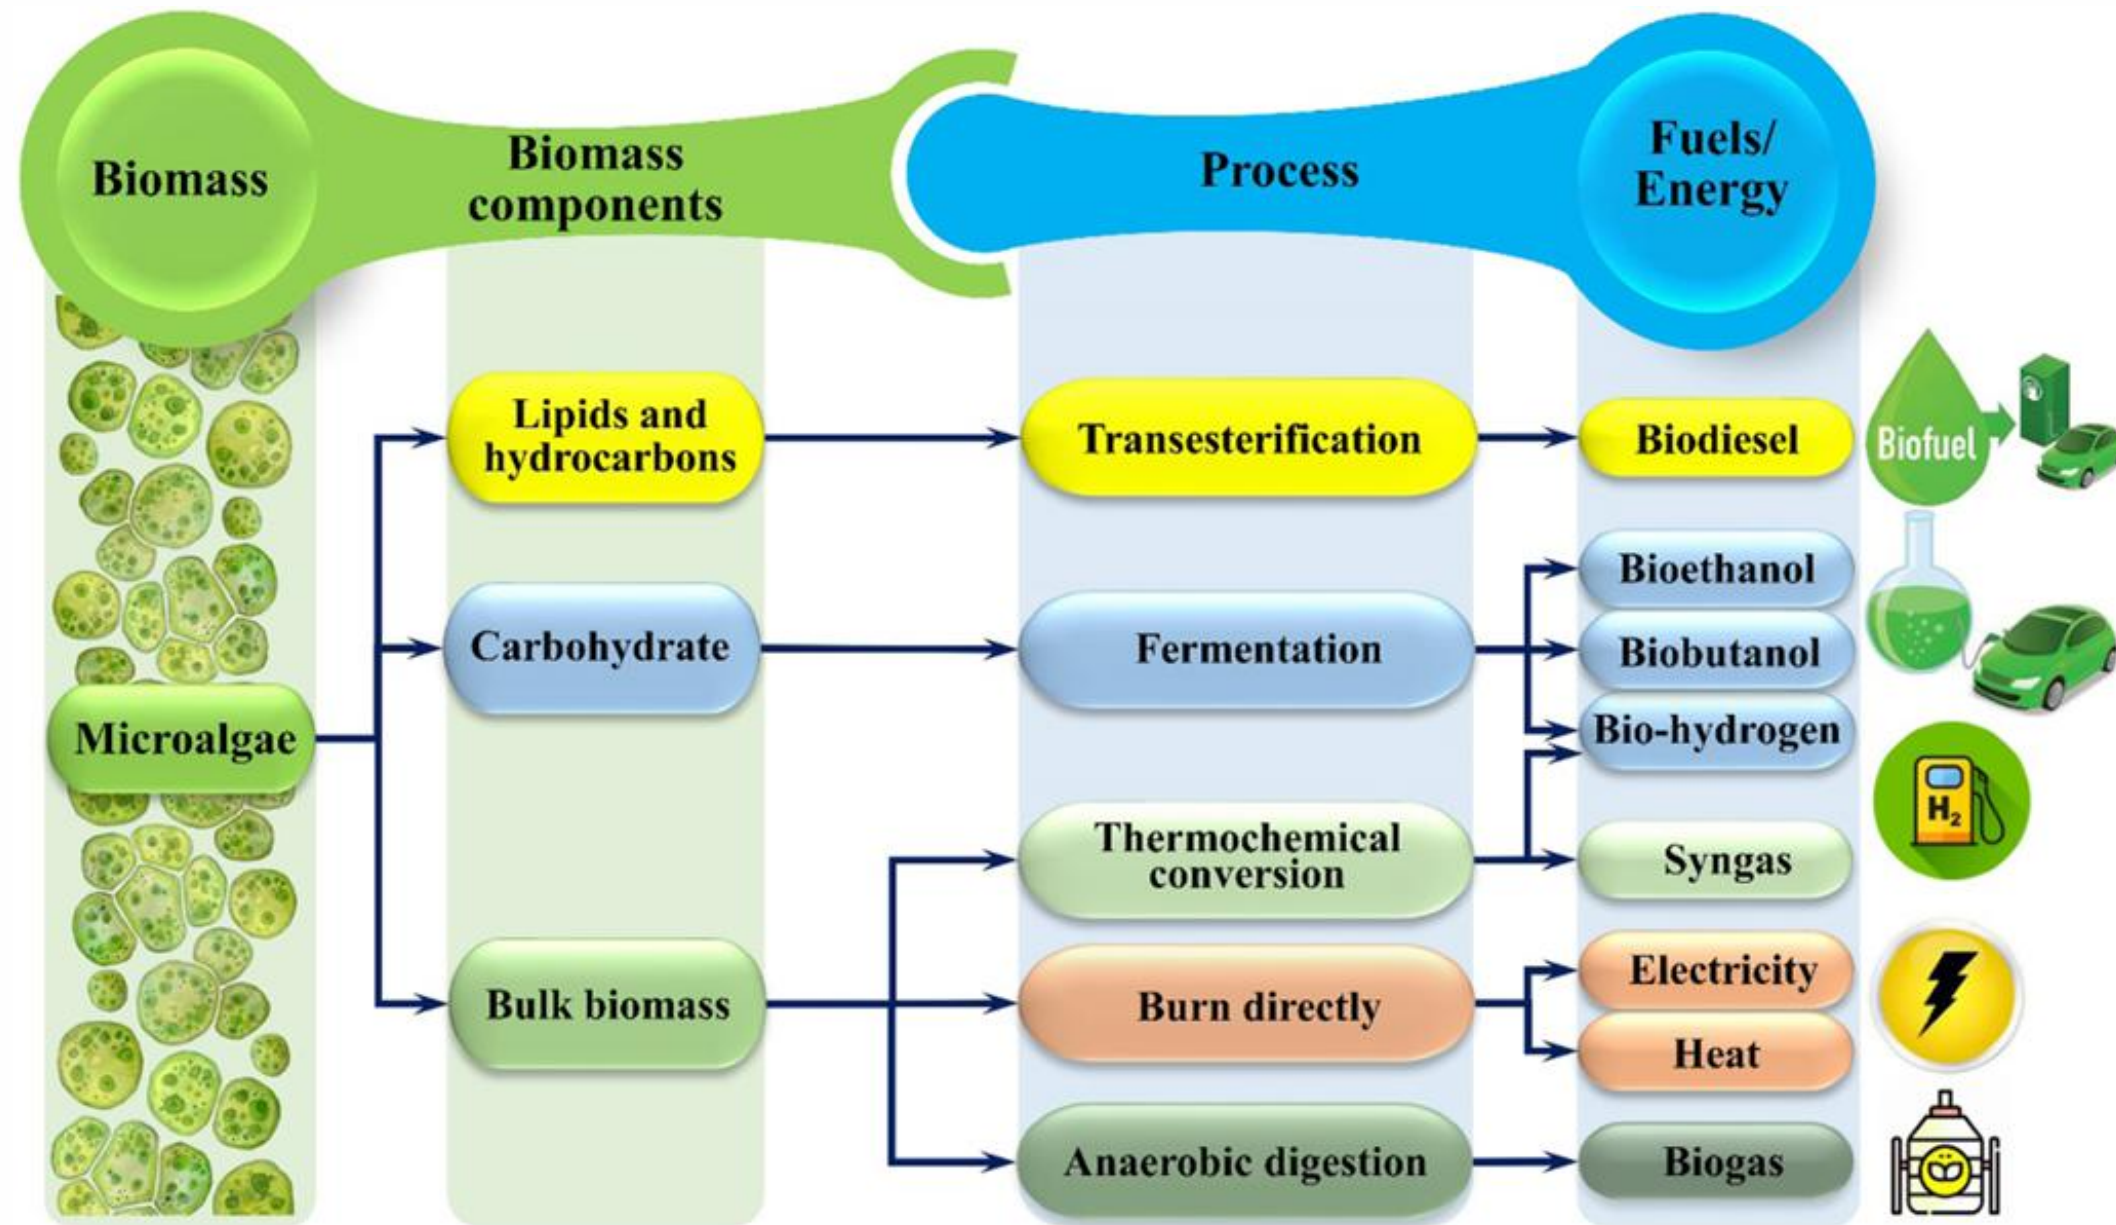 Biomass
Biomass
components
Process
Fuels/
Energy
Lipids and
hydrocarbons
Transesterification
Biodiesel
Biofuel
Bioethanol
Carbohydrate
Fermentation
Biobutanol
Microalgae
Bio-hydrogen
H₂
Thermochemical
conversion
Syngas
Bulk biomass
Burn directly
Electricity
Heat
Anaerobic digestion
Biogas